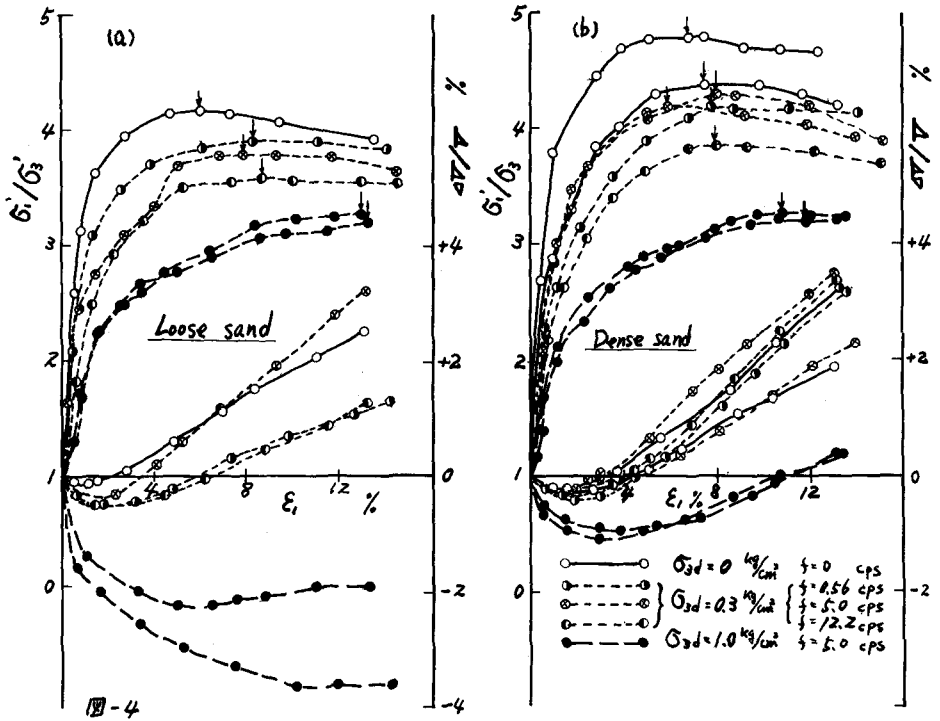 (a)
5
4
3
2
1
0
σ₁'/σ₃'
Loose sand
4
8
12
ε₁
%
%
Δ/Δσ
+4
+2
0
-2
-4
図-4
(b)
5
4
3
2
1
0
σ₁'/σ₃
Dense sand
4
8
12
ε₁ %
%
Δ/Δσ
+4
+2
0
-2
σ₃d = 0 kg/cm² f = 0 cps
σ₃d = 0.3 kg/cm²
f = 0.56 cps
f = 5.0 cps
f = 12.2 cps
σ₃d = 1.0 kg/cm² f = 5.0 cps